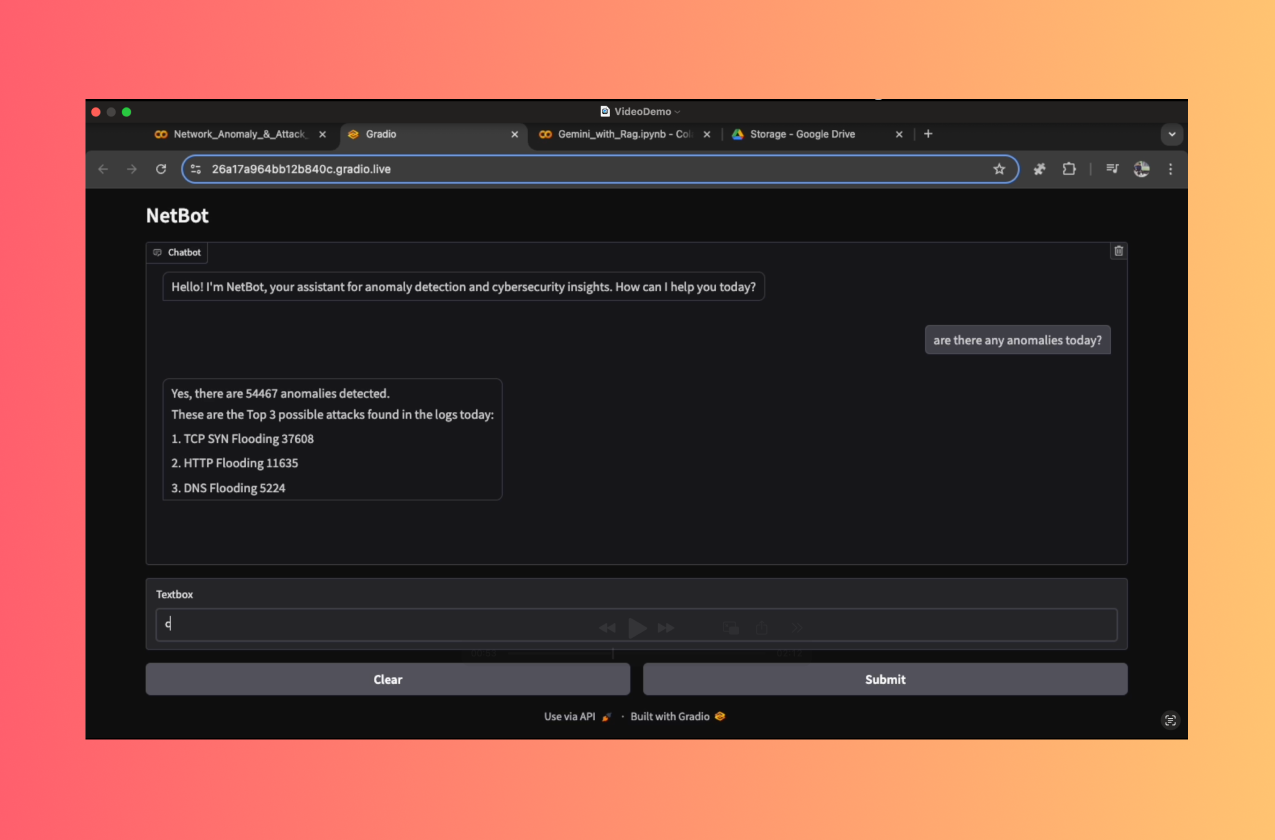 VideoDemo
Network_Anomaly_&_Attack_
Gradio
Gemini_with_Rag.ipynb - Col
Storage - Google Drive
26a17a964bb12b840c.gradio.live
NetBot
Chatbot
Hello! I'm NetBot, your assistant for anomaly detection and cybersecurity insights. How can I help you today?
are there any anomalies today?
Yes, there are 54467 anomalies detected.
These are the Top 3 possible attacks found in the logs today:
1. TCP SYN Flooding 37608
2. HTTP Flooding 11635
3. DNS Flooding 5224
Textbox
c
Clear
Submit
Use via API · Built with Gradio